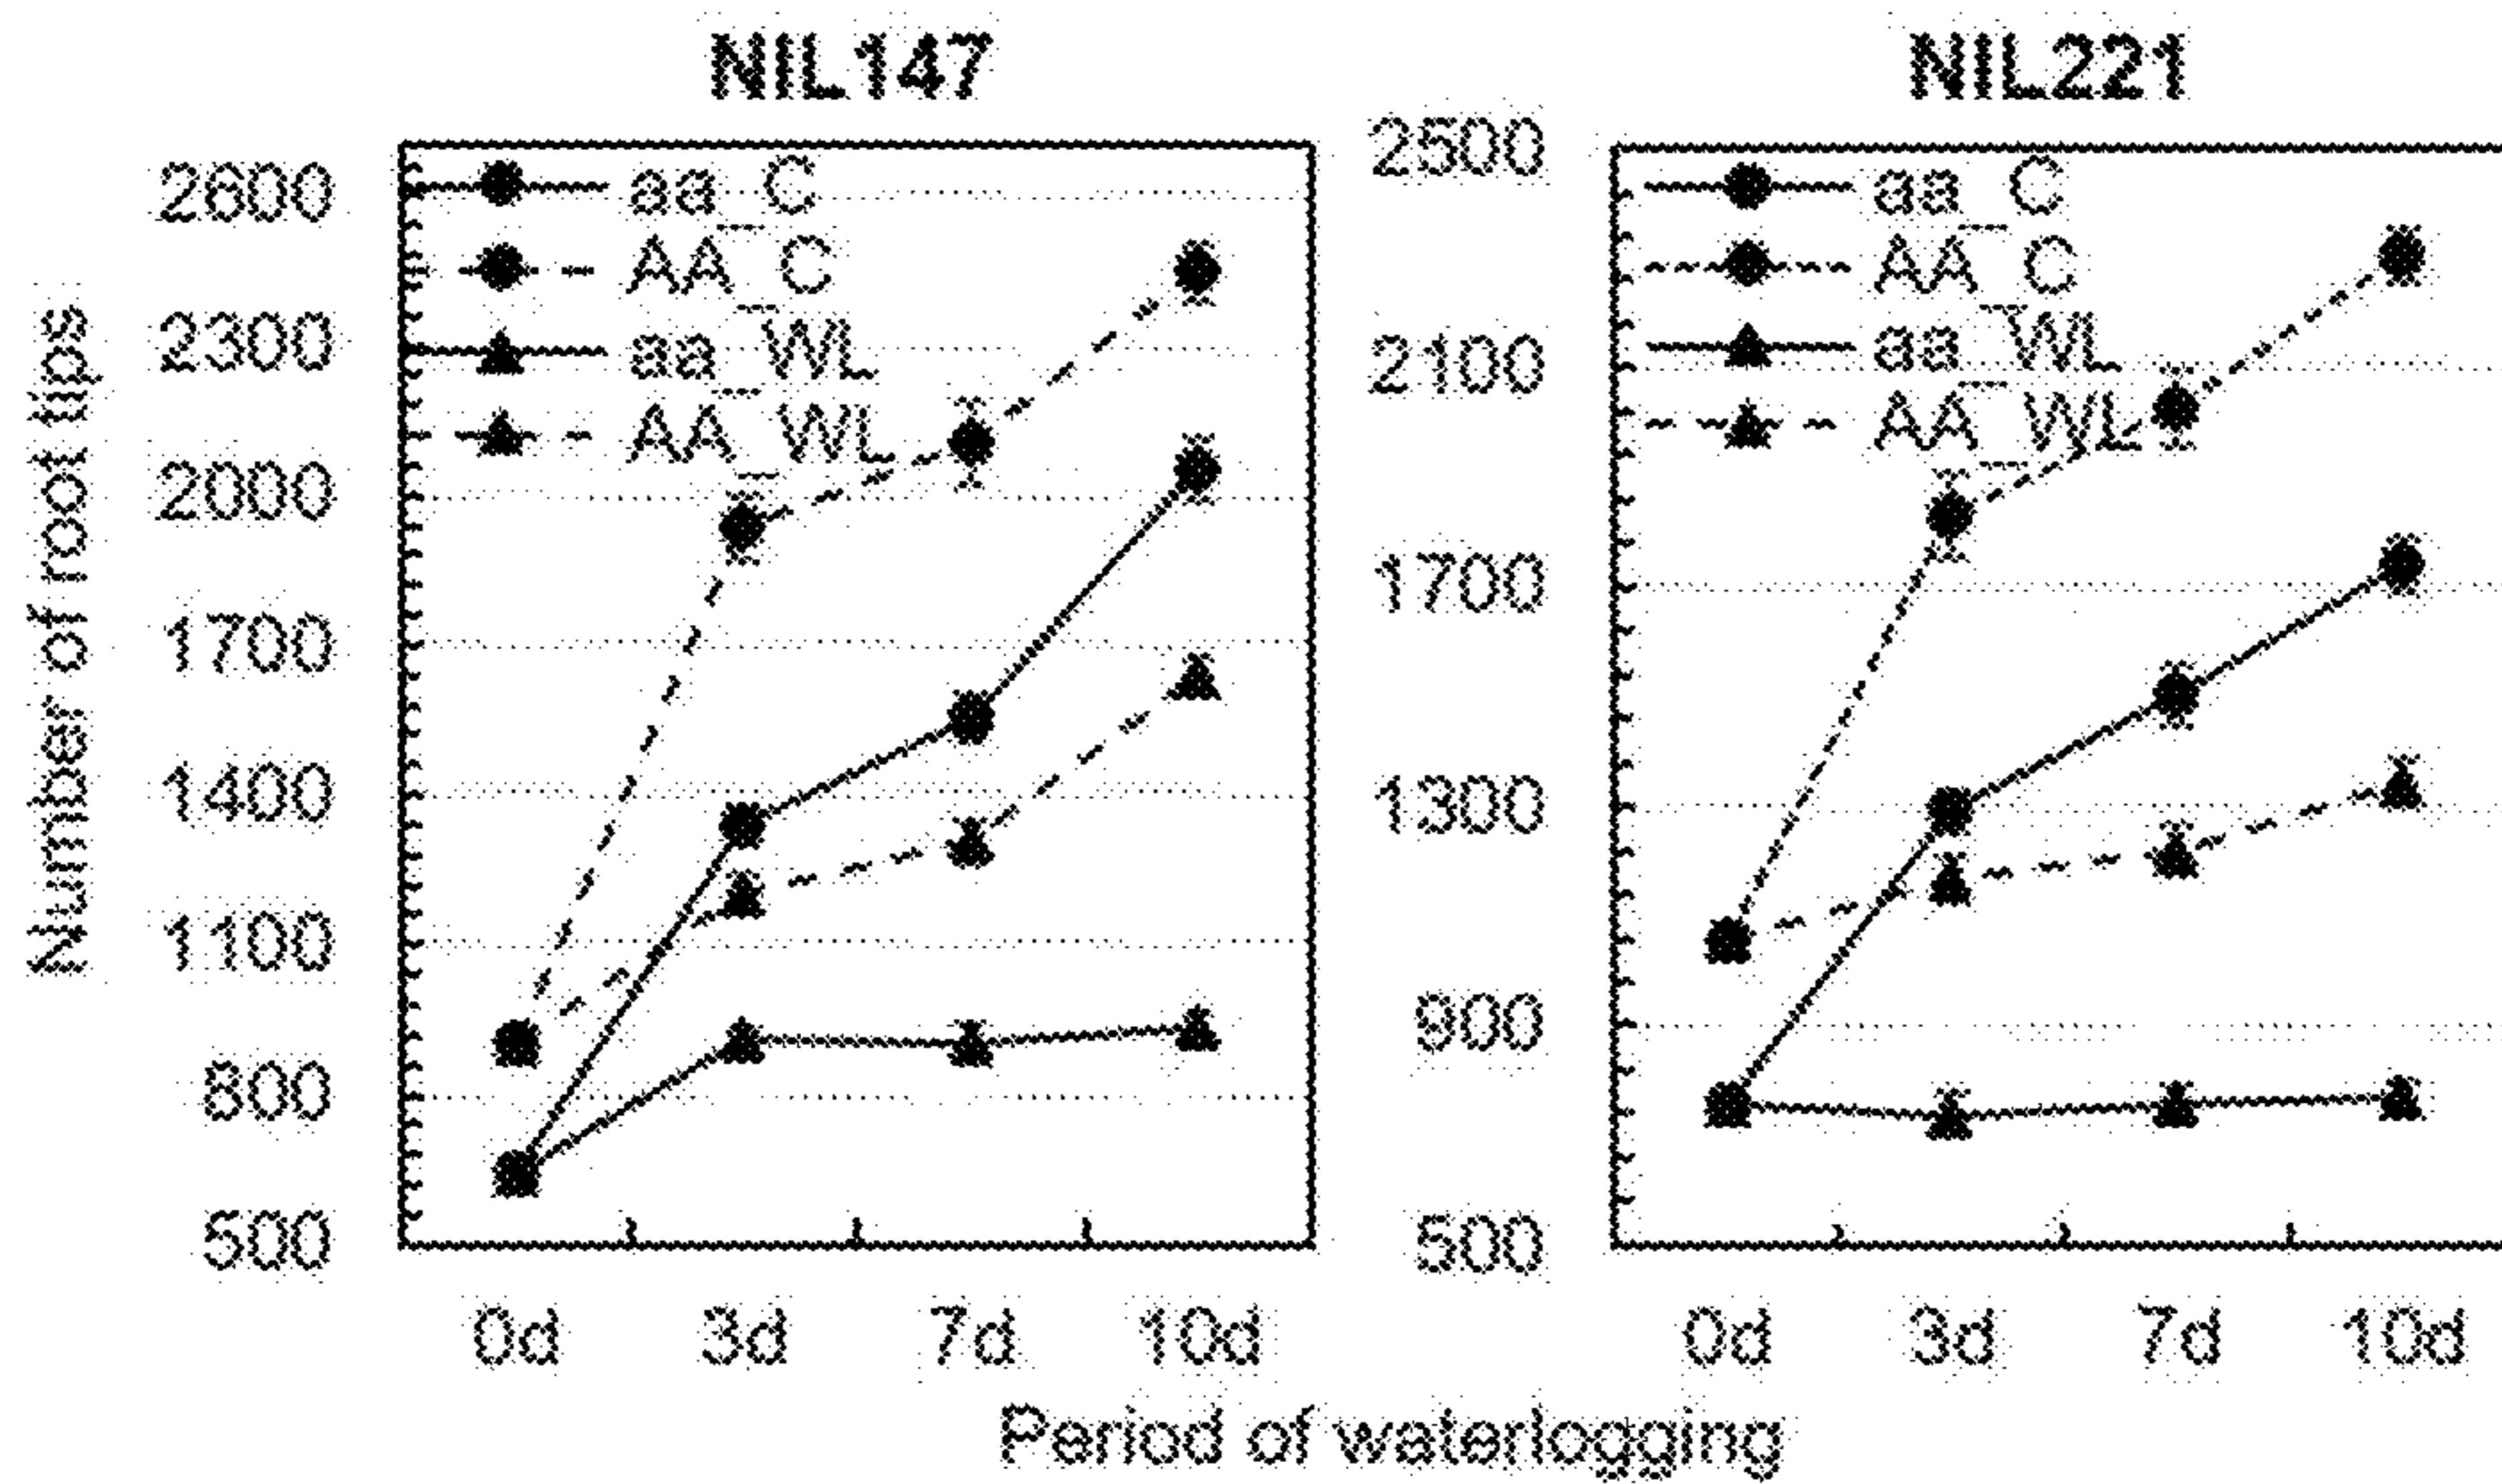 NIL147
2600
2300
2000
1700
1400
1100
800
500
Number of root tips
aa_C
AA_C
aa_WL
AA_WL
0d 3d 7d 10d
NIL221
2500
2100
1700
1300
900
500
aa_C
AA_C
aa_WL
AA_WL
0d 3d 7d 10d
Period of waterlogging